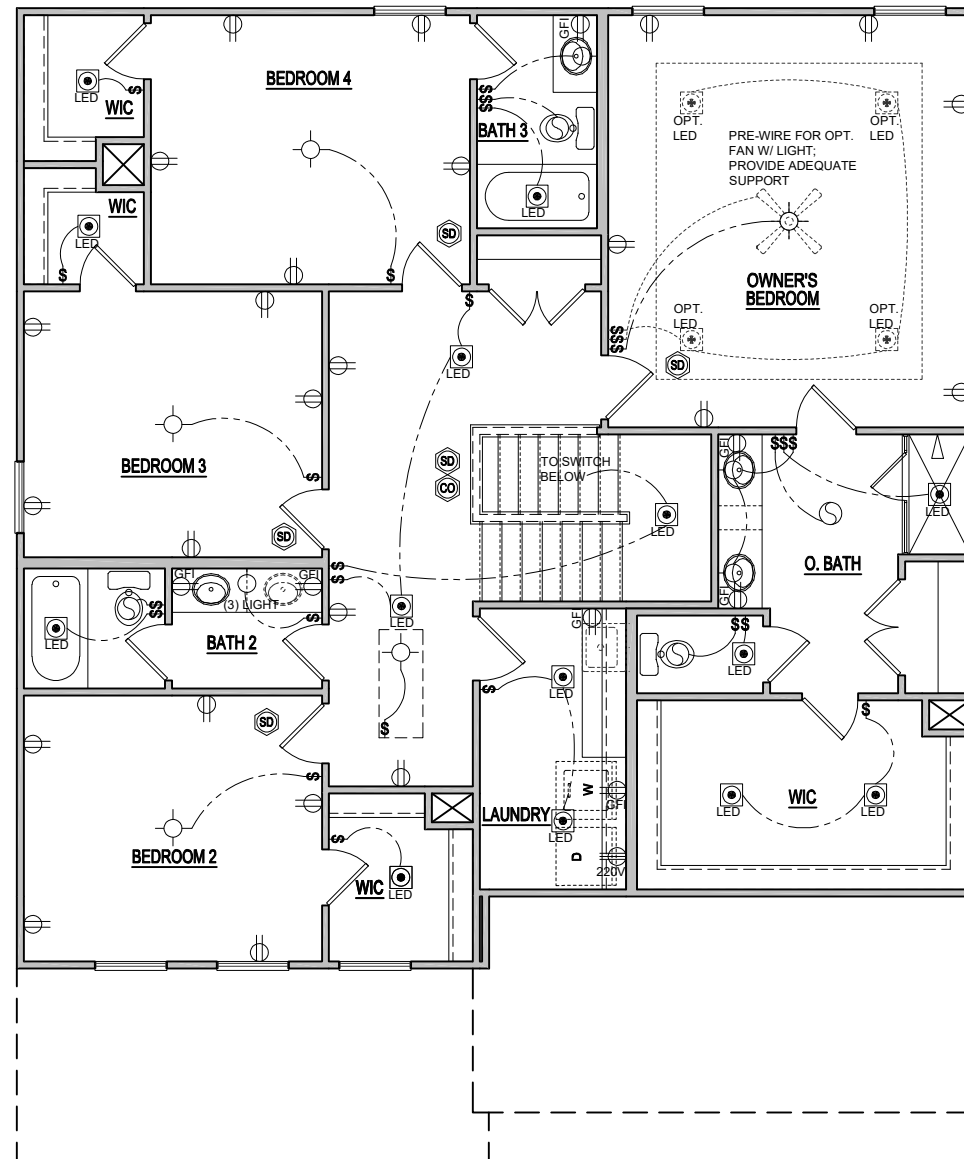 GFI
BEDROOM 4
LED
$
WIC
$
$
$
BATH 3
OPT.
LED
OPT.
LED
PRE-WIRE FOR OPT.
FAN W/ LIGHT;
PROVIDE ADEQUATE
SUPPORT
WIC
LED
LED
SD
$
$
OWNER'S
BEDROOM
$
OPT.
LED
OPT.
LED
$
$
$
LED
SD
BEDROOM 3
$
SD
CO
TO SWITCH
BELOW
LED
GFI
$$$
LED
SD
O. BATH
$
$
GFI
GFI
(3) LIGHT
$
$
LED
BATH 2
$
LED
GFI
GFI
$$
LED
LED
$
SD
$
$
$
LED
LED
WIC
LED
W
GFI
LAUNDRY
LED
BEDROOM 2
$
D
220V
WIC
LED